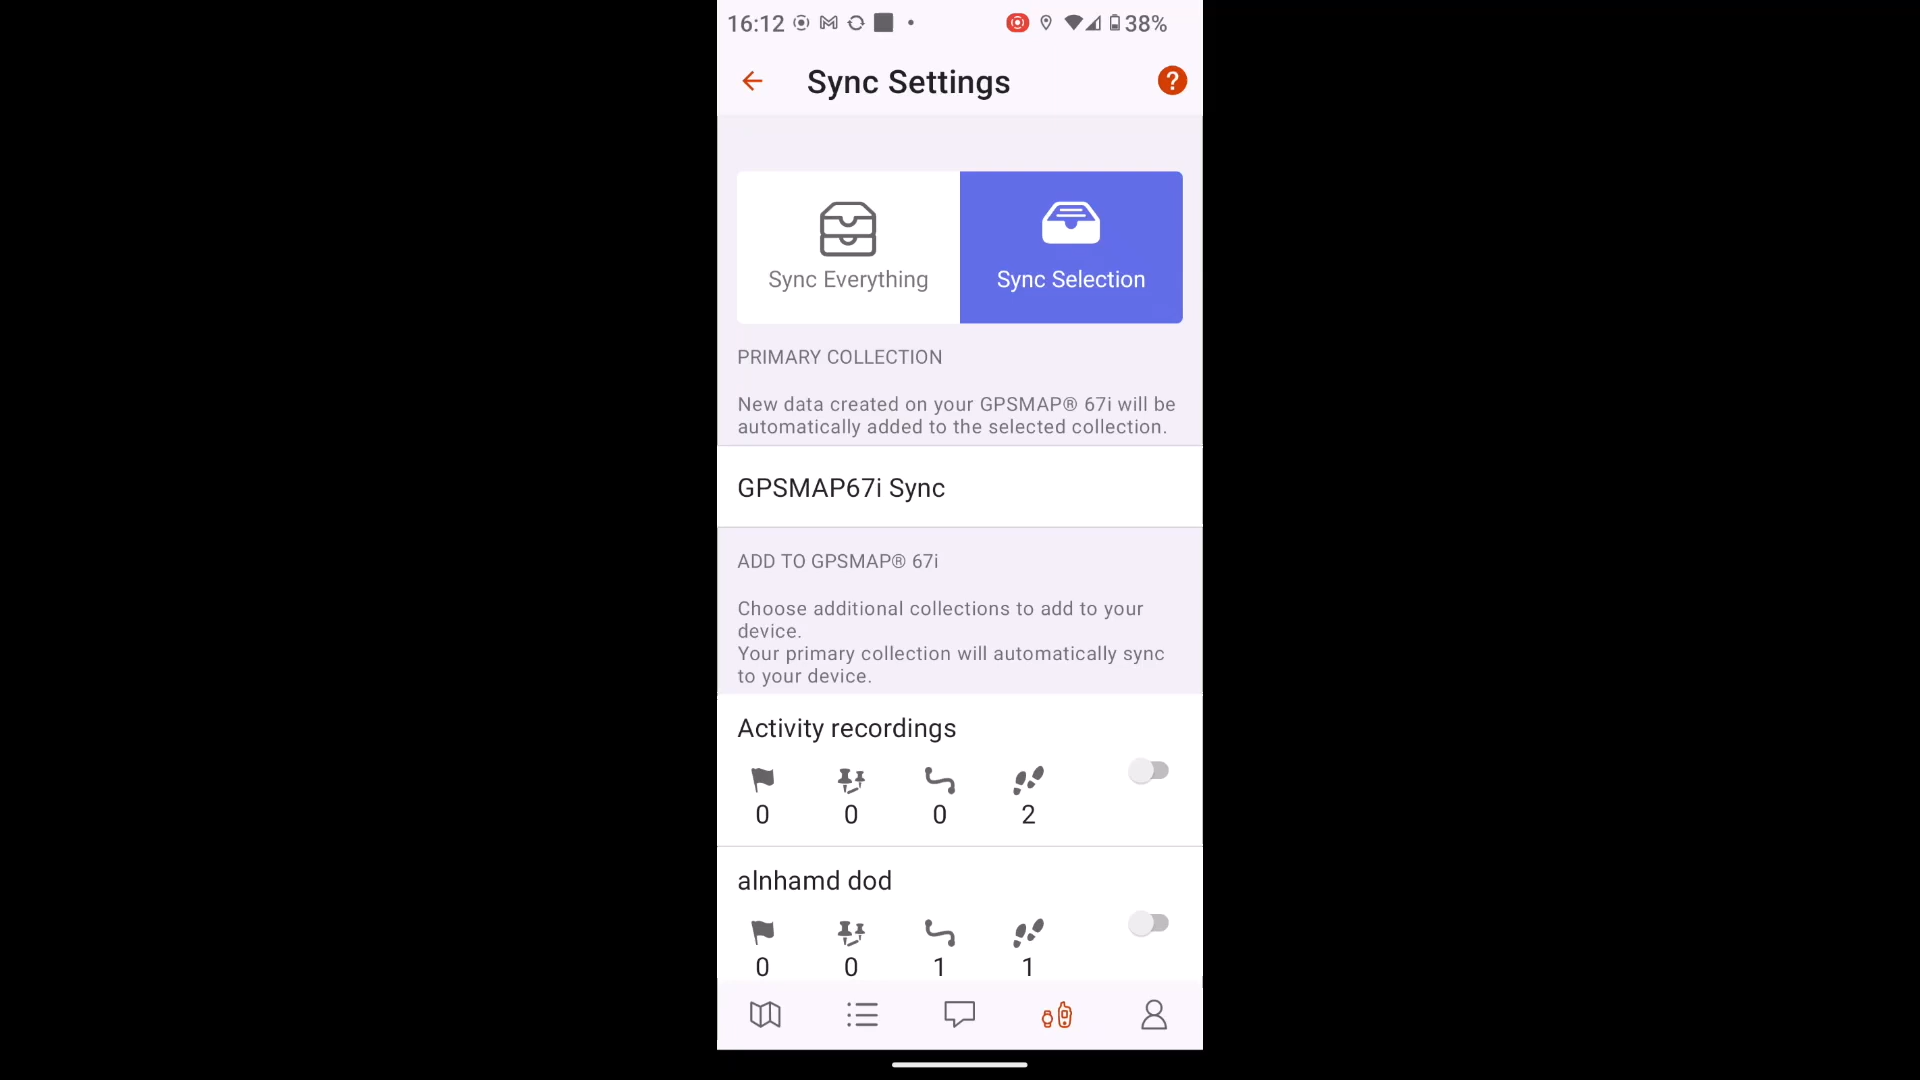 16:12
38%
Sync Settings
?
Sync Everything
Sync Selection
PRIMARY COLLECTION
New data created on your GPSMAP® 67i will be
automatically added to the selected collection.
GPSMAP67i Sync
ADD TO GPSMAP® 67i
Choose additional collections to add to your
device.
Your primary collection will automatically sync
to your device.
Activity recordings
0 0 0 2
alnhamd dod
0 0 1 1